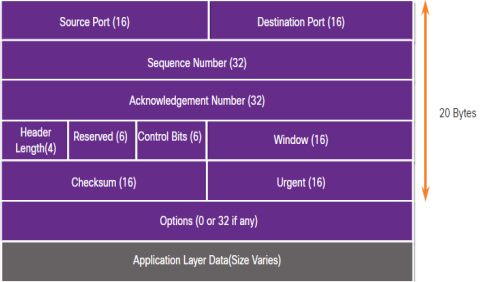 Source Port (16)
Destination Port (16)
Sequence Number (32)
Acknowledgement Number (32)
Header
Length(4)
Reserved (6)
Control Bits (6)
Window (16)
Checksum (16)
Urgent (16)
Options (0 or 32 if any)
Application Layer Data(Size Varies)
20 Bytes